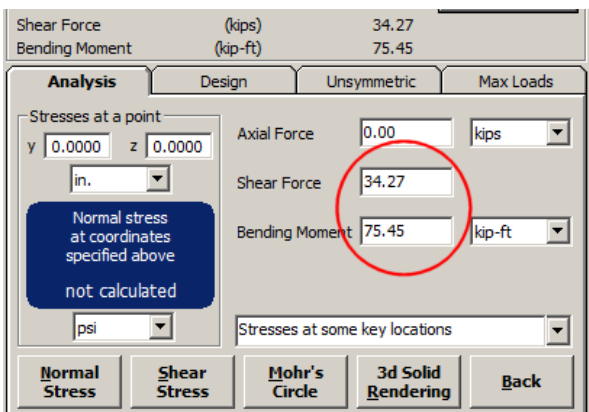 Shear Force (kips) 34.27
Bending Moment (kip-ft) 75.45
Analysis Design Unsymmetric Max Loads
Stresses at a point
y 0.0000 z 0.0000
in.
Normal stress
at coordinates
specified above
not calculated
psi
Axial Force 0.00 kips
Shear Force 34.27
Bending Moment 75.45 kip-ft
Stresses at some key locations
Normal Stress
Shear Stress
Mohr's Circle
3d Solid Rendering
Back